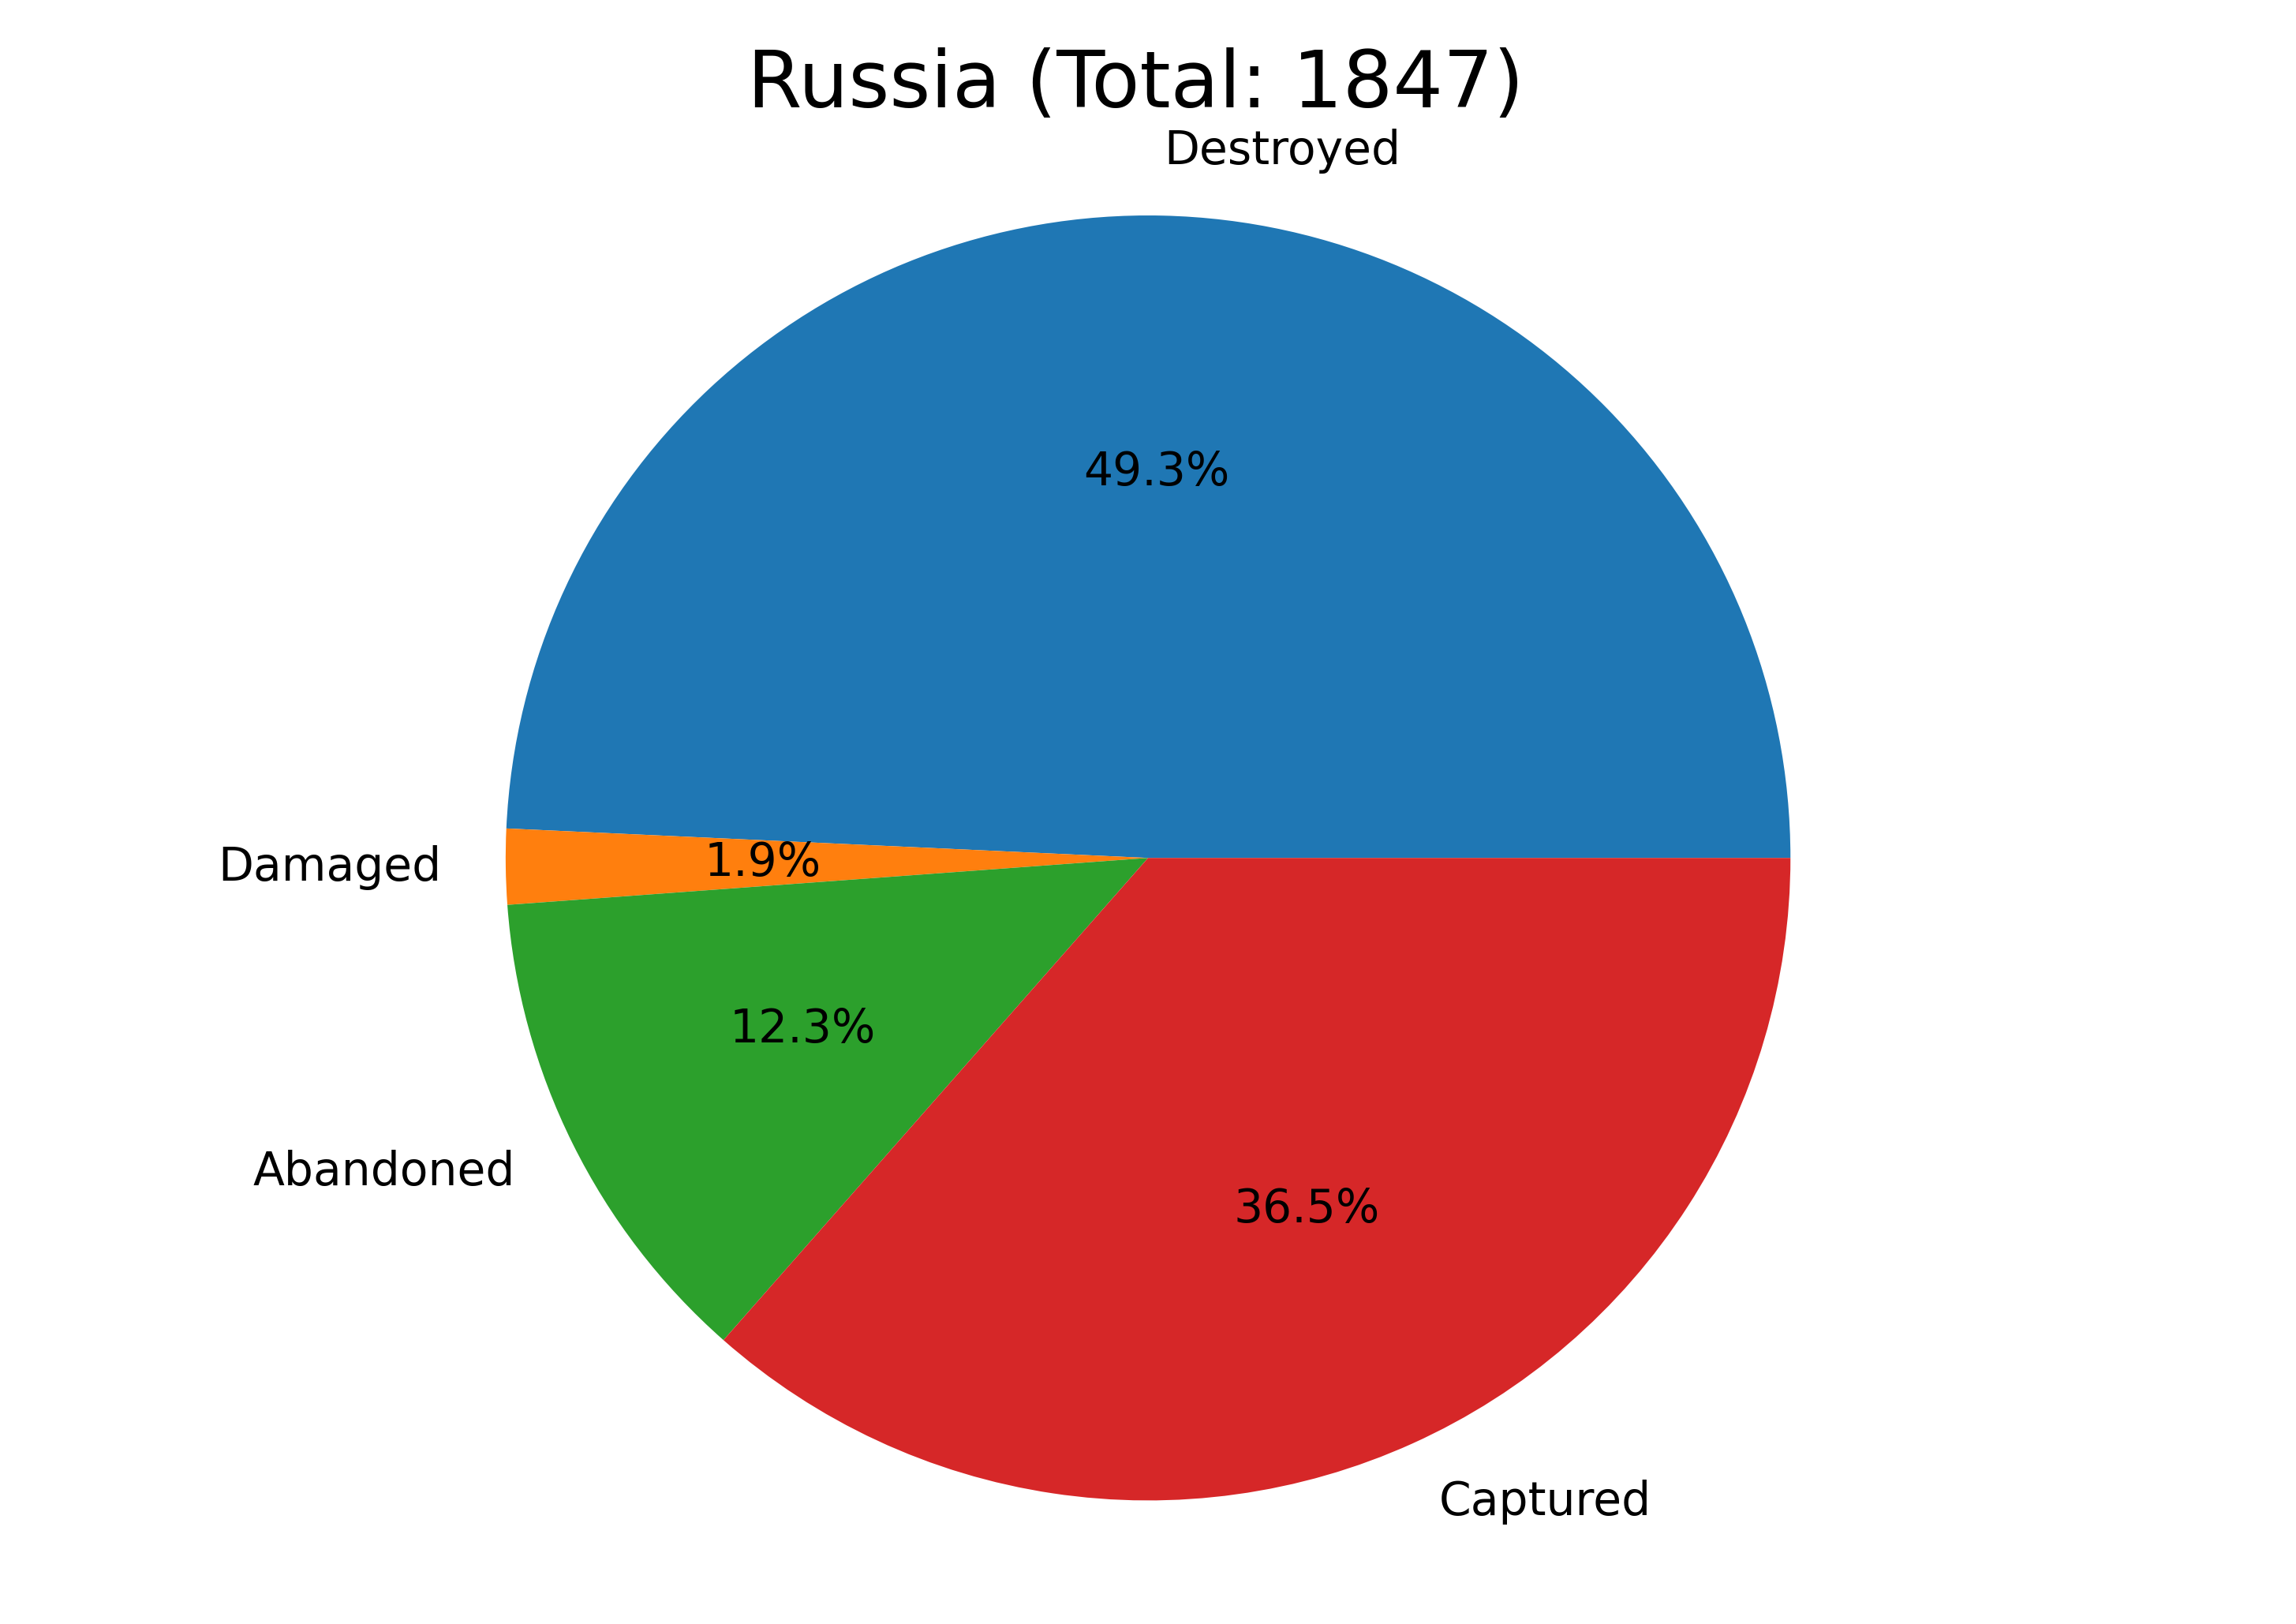 Russia (Total: 1847)
Destroyed
49.3%
Damaged
1.9%
12.3%
Abandoned
36.5%
Captured